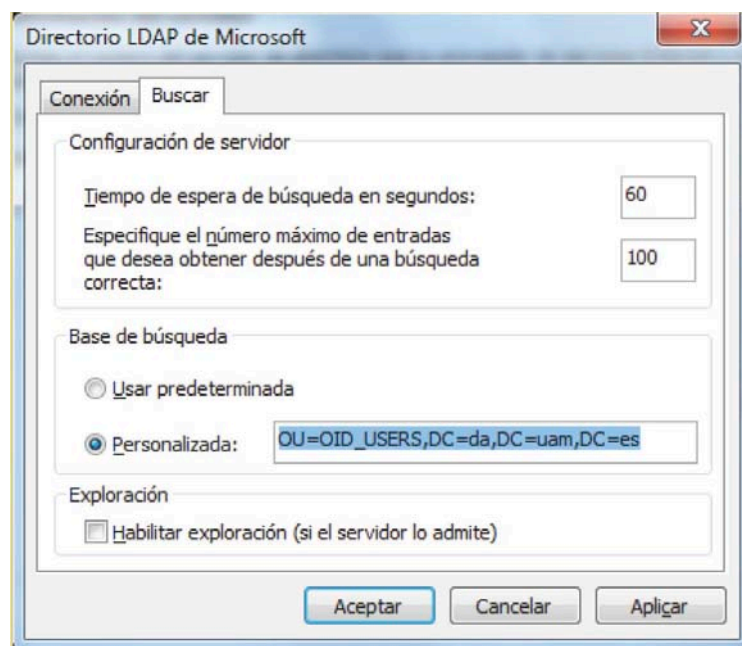 Directorio LDAP de Microsoft
Conexión Buscar
Configuración de servidor
Tiempo de espera de búsqueda en segundos: 60
Especifique el número máximo de entradas
que desea obtener después de una búsqueda 100
correcta:
Base de búsqueda
Usar predeterminada
Personalizada: OU=OID_USERS,DC=da,DC=uam,DC=es
Exploración
Habilitar exploración (si el servidor lo admite)
Aceptar Cancelar Aplicar